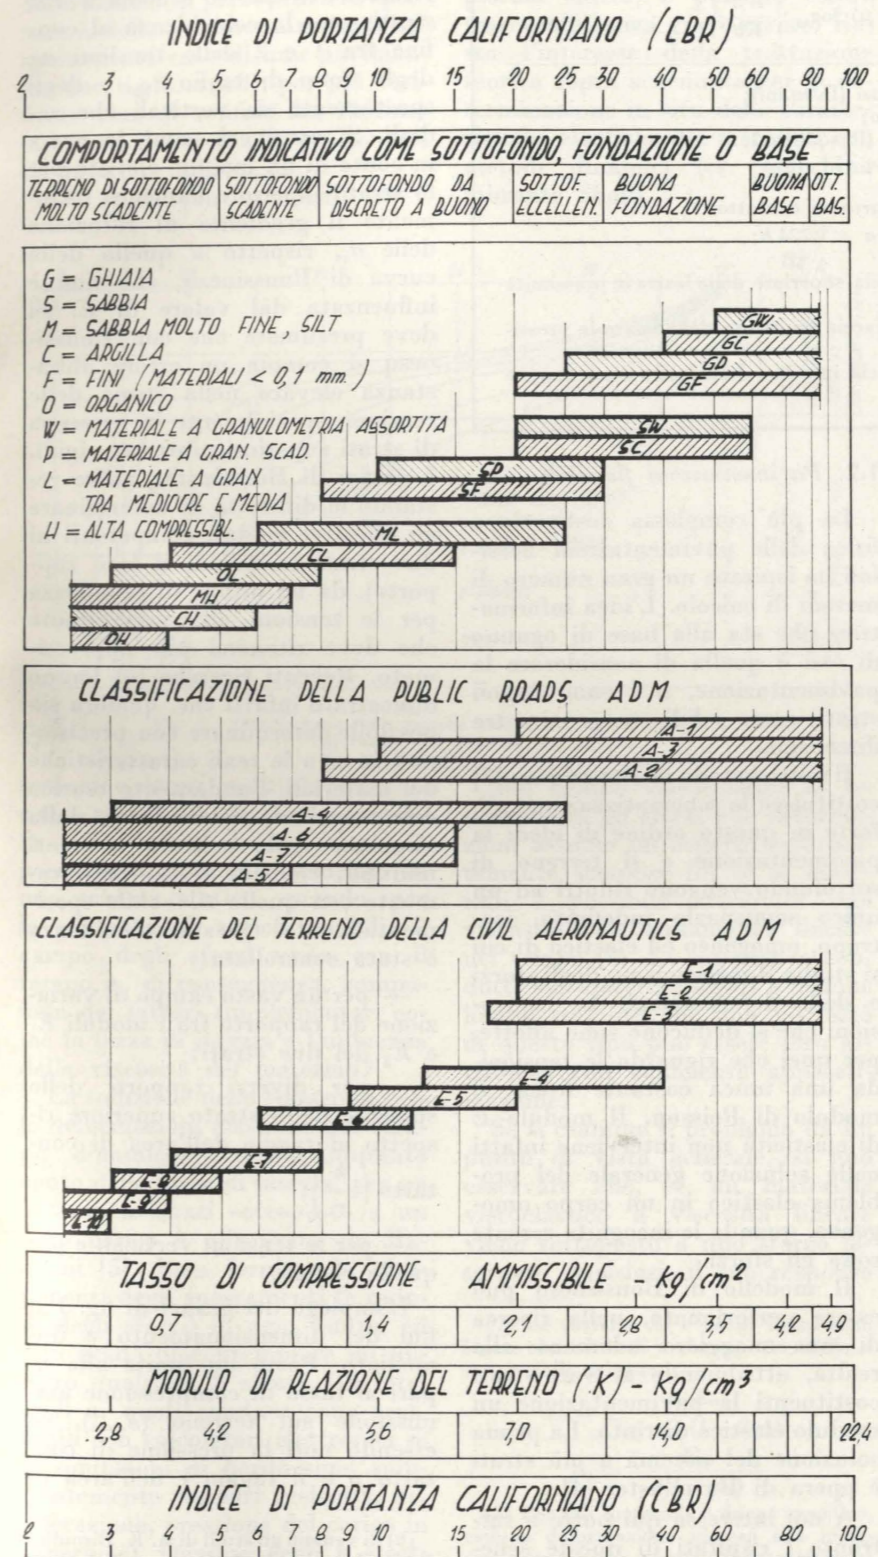 INDICE DI PORTANZA CALIFORNIANO (CBR)
2 3 4 5 6 7 8 9 10 15 20 25 30 40 50 60 80 100
COMPORTAMENTO INDICATIVO COME SOTTOFONDO, FONDAZIONE O BASE
TERRENO DI SOTTOFONDO MOLTO SCADENTE
SOTTOFONDO SCADENTE
SOTTOFONDO DA DISCRETO A BUONO
SOTTOF. ECCELLEN.
BUONA FONDAZIONE
BUONA BASE
OTT. BAS.
G = GHIAIA
S = SABBIA
M = SABBIA MOLTO FINE, SILT
C = ARGILLA
F = FINI (MATERIALI < 0,1 mm.)
O = ORGANICO
W = MATERIALE A GRANULOMETRIA ASSORTITA
P = MATERIALE A GRAN. SCAD.
L = MATERIALE A GRAN
TRA MEDIOCRE E MEDIA
H = ALTA COMPRESSIBL.
GW
GC
GD
GF
SW
SC
SP
SF
ML
CL
OL
MH
CH
OH
CLASSIFICAZIONE DELLA PUBLIC ROADS ADM
A-1
A-3
A-2
A-4
A-6
A-7
A-5
CLASSIFICAZIONE DEL TERRENO DELLA CIVIL AERONAUTICS ADM
E-1
E-2
E-3
E-4
E-5
E-6
E-7
E-8
E-9
E-10
TASSO DI COMPRESSIONE AMMISSIBILE - kg/cm2
0,7 1,4 2,1 2,8 3,5 4,2 4,9
MODULO DI REAZIONE DEL TERRENO (K) - kg/cm3
2,8 4,2 5,6 7,0 14,0 22,4
INDICE DI PORTANZA CALIFORNIANO (CBR)
2 3 4 5 6 7 8 9 10 15 20 25 30 40 50 60 80 100